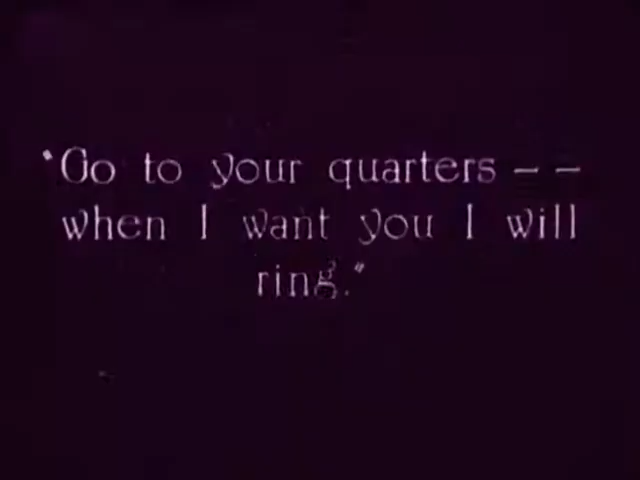 "Go to your quarters – –
when I want you I will
ring."